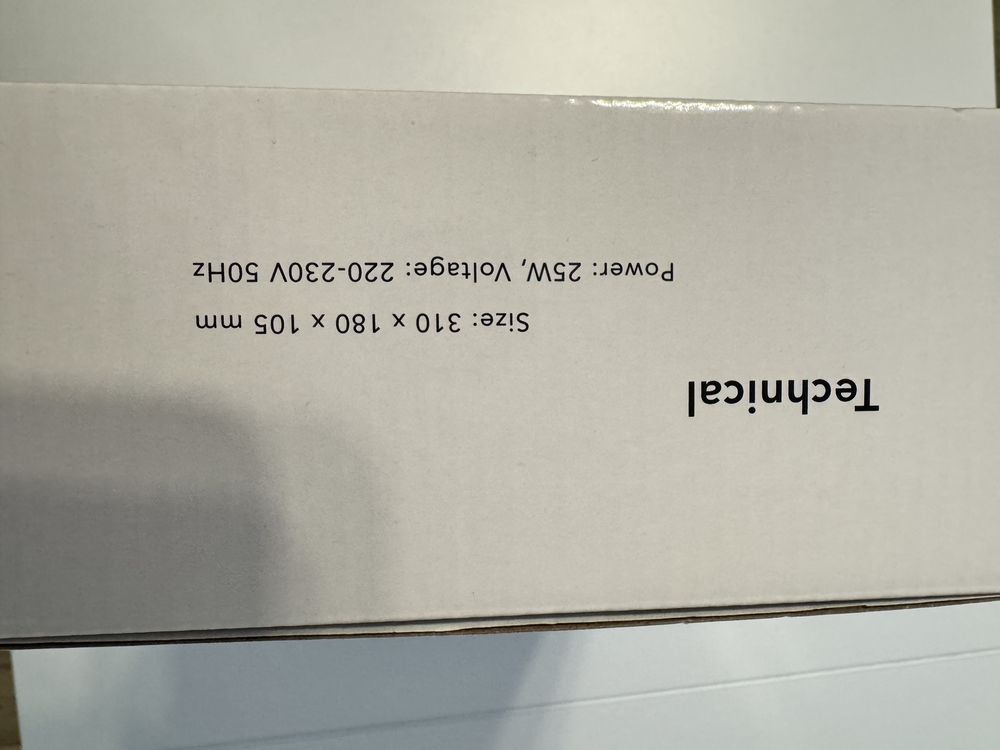 Technical
Size: 310 x 180 x 105 mm
Power: 25W, Voltage: 220-230V 50Hz